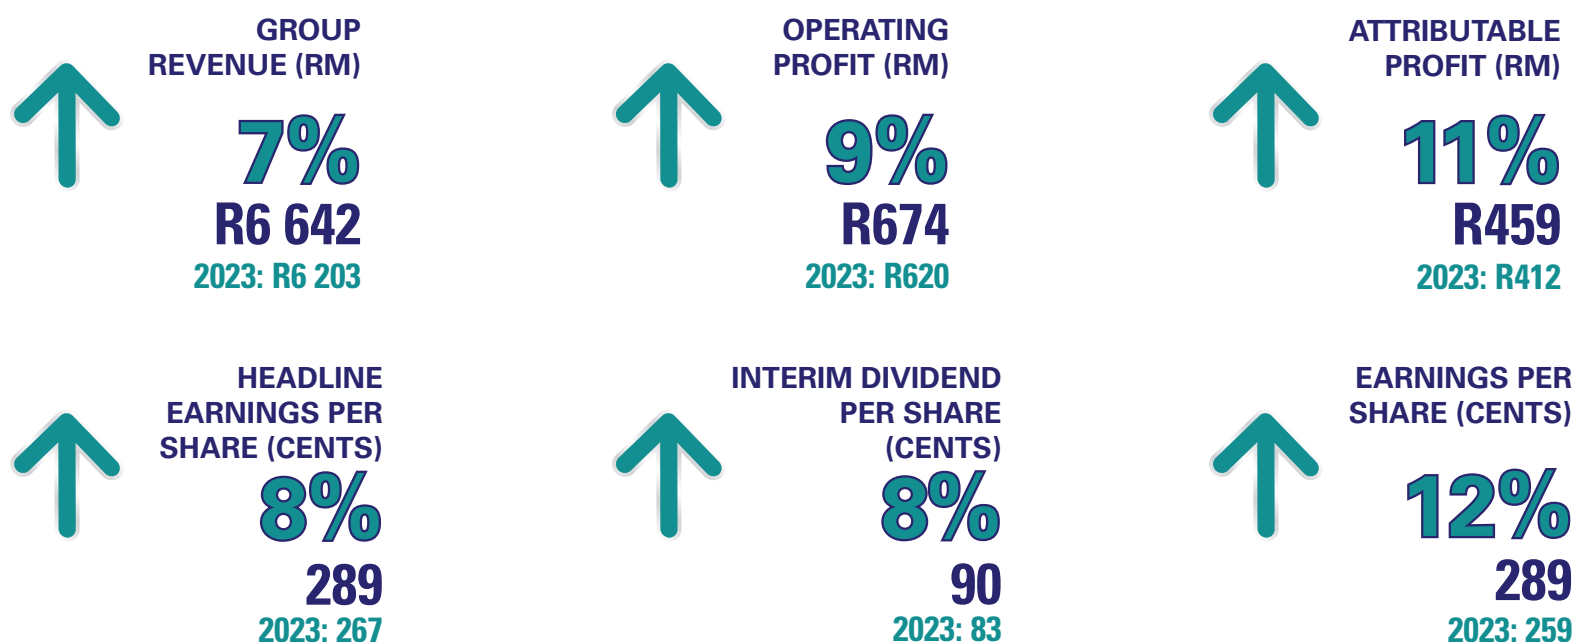 GROUP
REVENUE (RM)
7%
R6 642
2023: R6 203
OPERATING
PROFIT (RM)
9%
R674
2023: R620
ATTRIBUTABLE
PROFIT (RM)
11%
R459
2023: R412
HEADLINE
EARNINGS PER
SHARE (CENTS)
8%
289
2023: 267
INTERIM DIVIDEND
PER SHARE
(CENTS)
8%
90
2023: 83
EARNINGS PER
SHARE (CENTS)
12%
289
2023: 259